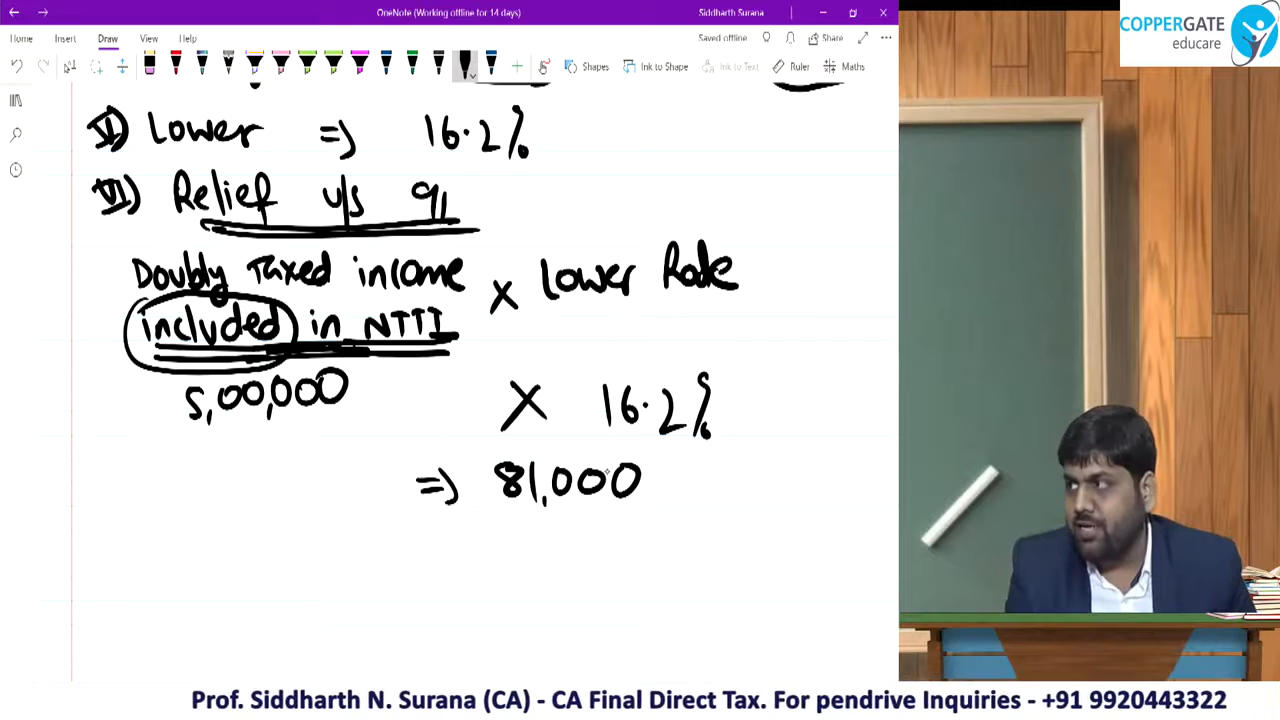 OneNote (Working offline for 14 days)
Siddharth Surana
COPPERGATE
educare
Home Insert Draw View Help
Saved offline
Share
Shapes
Ink to Shape
Ink to Text
Ruler
Maths
V) Lower => 16.2%
VI) Relief u/s 91
Doubly Taxed income
included in NTTI × Lower Rate
5,00,000 × 16.2%
=> 81,000
Prof. Siddharth N. Surana (CA) - CA Final Direct Tax. For pendrive Inquiries - +91 9920443322